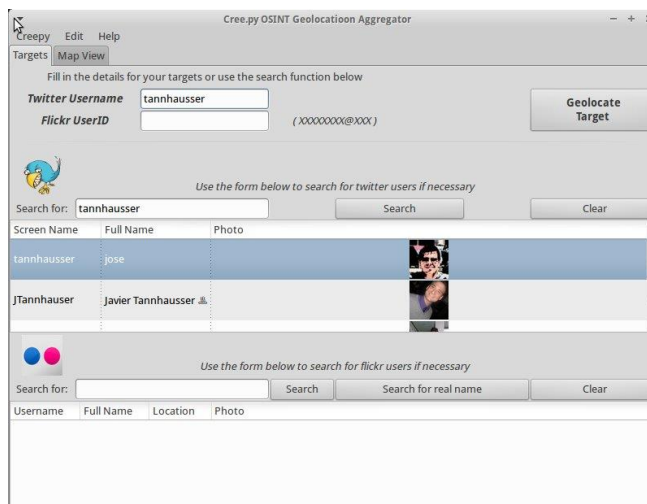 Cree.py OSINT Geolocatioon Aggregator
Creepy Edit Help
Targets Map View
Fill in the details for your targets or use the search function below
Twitter Username tannhausser
Flickr UserID ( XXXXXXXX@XXX )
Geolocate Target
Use the form below to search for twitter users if necessary
Search for: tannhausser Search Clear
Screen Name Full Name Photo
tannhausser jose
JTannhauser Javier Tannhausser
Use the form below to search for flickr users if necessary
Search for: Search Search for real name Clear
Username Full Name Location Photo